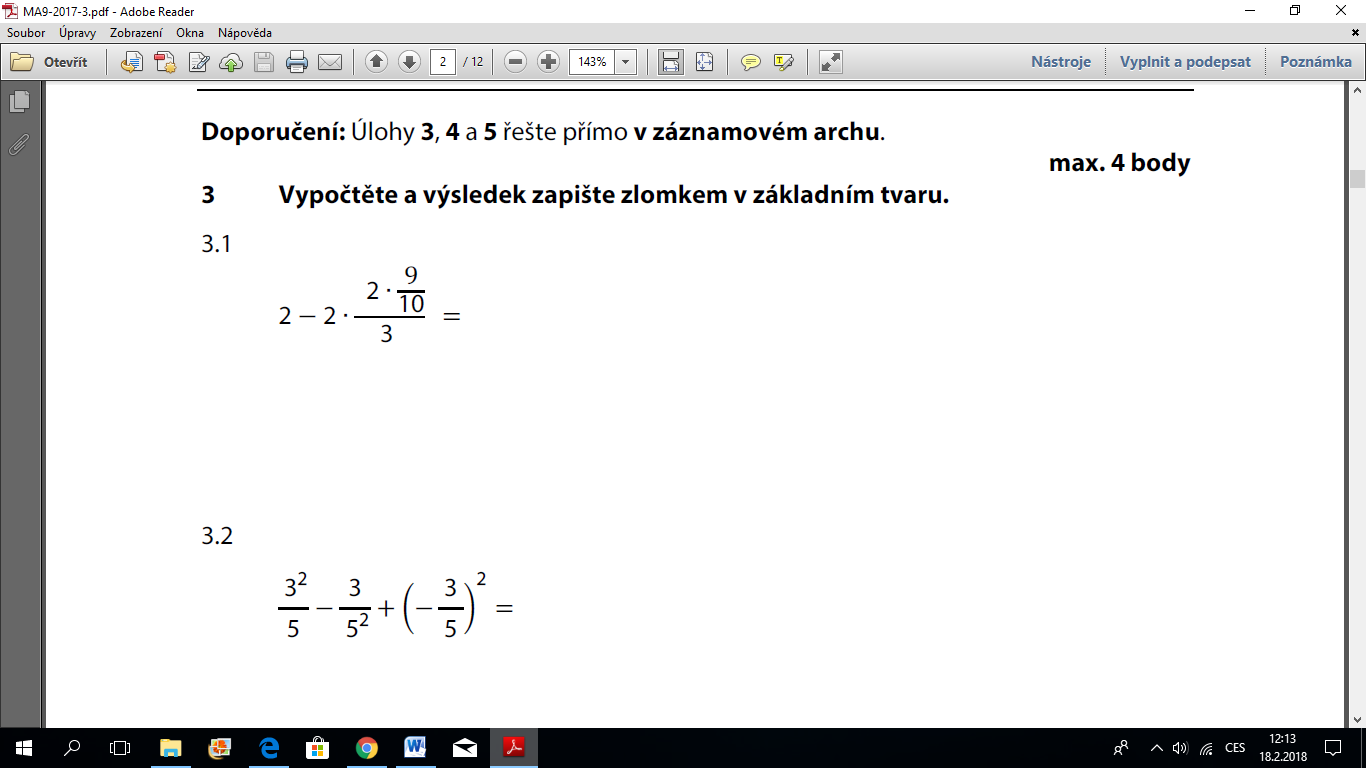 MA9-2017-3.pdf - Adobe Reader
Soubor Úpravy Zobrazení Okna Nápověda
Otevřít 2 / 12 143% Nástroje Vyplnit a podepsat Poznámka
Doporučení: Úlohy 3, 4 a 5 řešte přímo v záznamovém archu.
max. 4 body
3 Vypočtěte a výsledek zapište zlomkem v základním tvaru.
3.1
2 − 2 · (2 · 9/10)/3 =
3.2
3²/5 − 3/5² + (− 3/5)² =
CES 12:13
18.2.2018